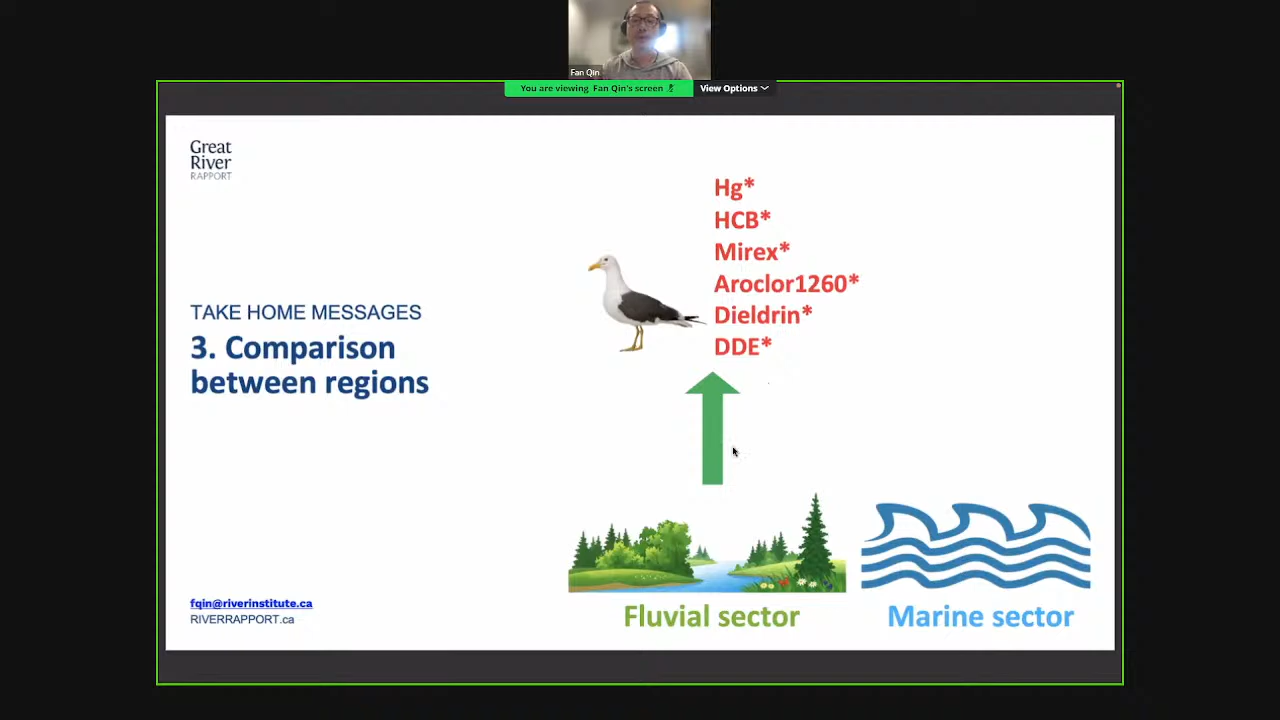 Fan Qin
You are viewing Fan Qin's screen
View Options
Great
River
RAPPORT
Hg*
HCB*
Mirex*
Aroclor1260*
Dieldrin*
DDE*
TAKE HOME MESSAGES
3. Comparison
between regions
fqin@riverinstitute.ca
RIVERRAPPORT.ca
Fluvial sector
Marine sector